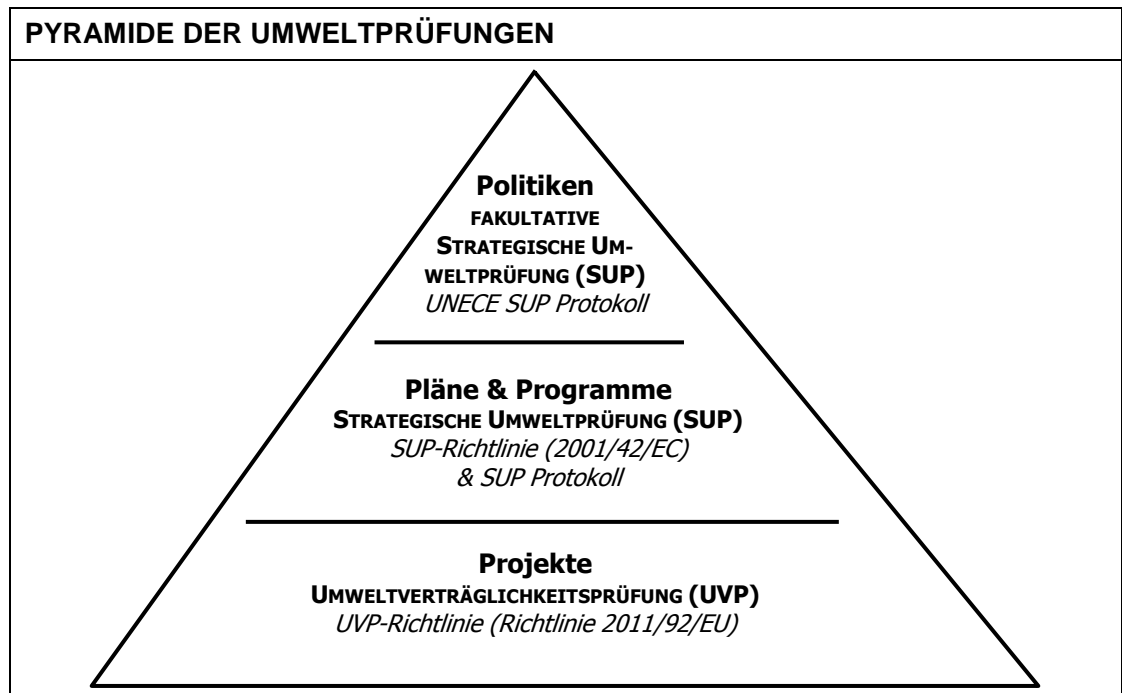 PYRAMIDE DER UMWELTPRÜFUNGEN
Politiken
FAKULTATIVE
STRATEGISCHE UM-
WELTPRÜFUNG (SUP)
UNECE SUP Protokoll
Pläne & Programme
STRATEGISCHE UMWELTPRÜFUNG (SUP)
SUP-Richtlinie (2001/42/EC)
& SUP Protokoll
Projekte
UMWELTVERTRÄGLICHKEITSPRÜFUNG (UVP)
UVP-Richtlinie (Richtlinie 2011/92/EU)